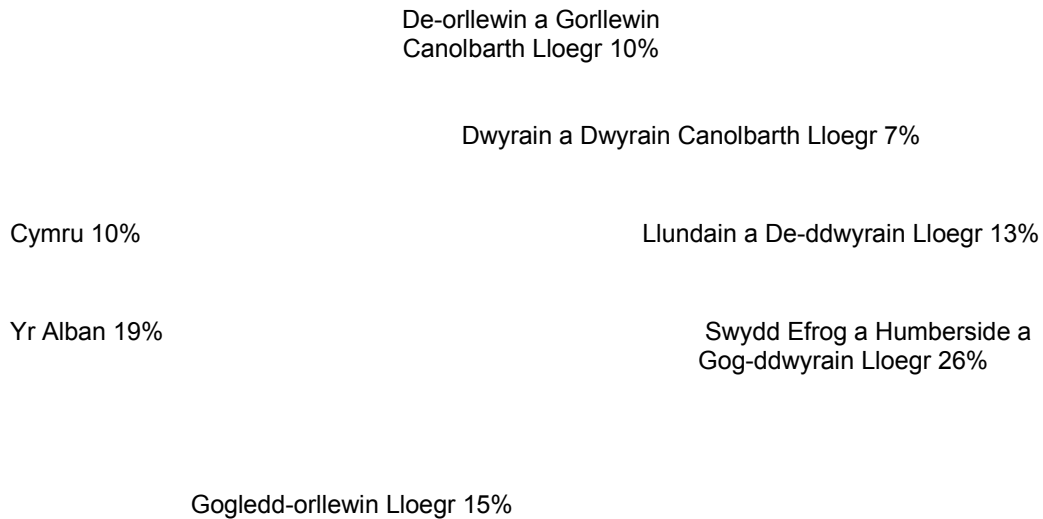 De-orllewin a Gorllewin
Canolbarth Lloegr 10%
Dwyrain a Dwyrain Canolbarth Lloegr 7%
Cymru 10%
Llundain a De-ddwyrain Lloegr 13%
Yr Alban 19%
Swydd Efrog a Humberside a
Gog-ddwyrain Lloegr 26%
Gogledd-orllewin Lloegr 15%